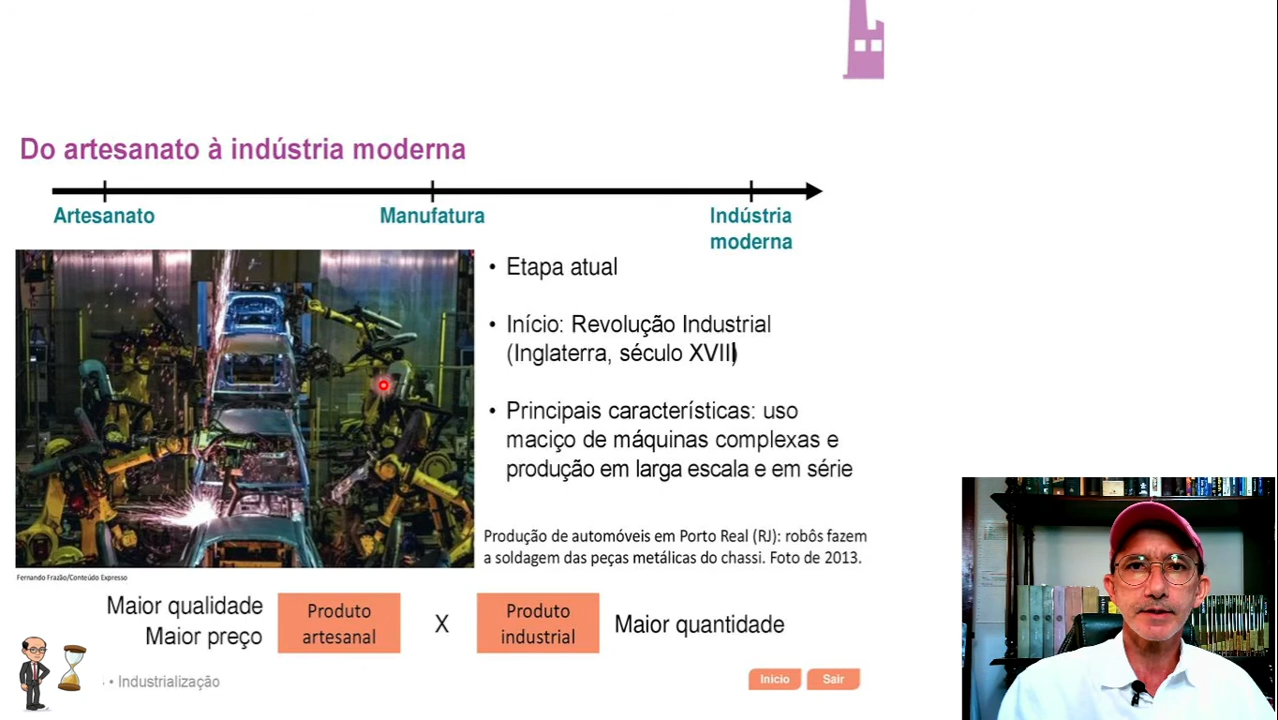 Do artesanato à indústria moderna
Artesanato
Manufatura
Indústria
moderna
• Etapa atual
• Início: Revolução Industrial
(Inglaterra, século XVIII)
• Principais características: uso
maciço de máquinas complexas e
produção em larga escala e em série
Produção de automóveis em Porto Real (RJ): robôs fazem
a soldagem das peças metálicas do chassi. Foto de 2013.
Fernando Frazão/Conteúdo Expresso
Maior qualidade
Maior preço
Produto
artesanal
X
Produto
industrial
Maior quantidade
• Industrialização
Início
Sair